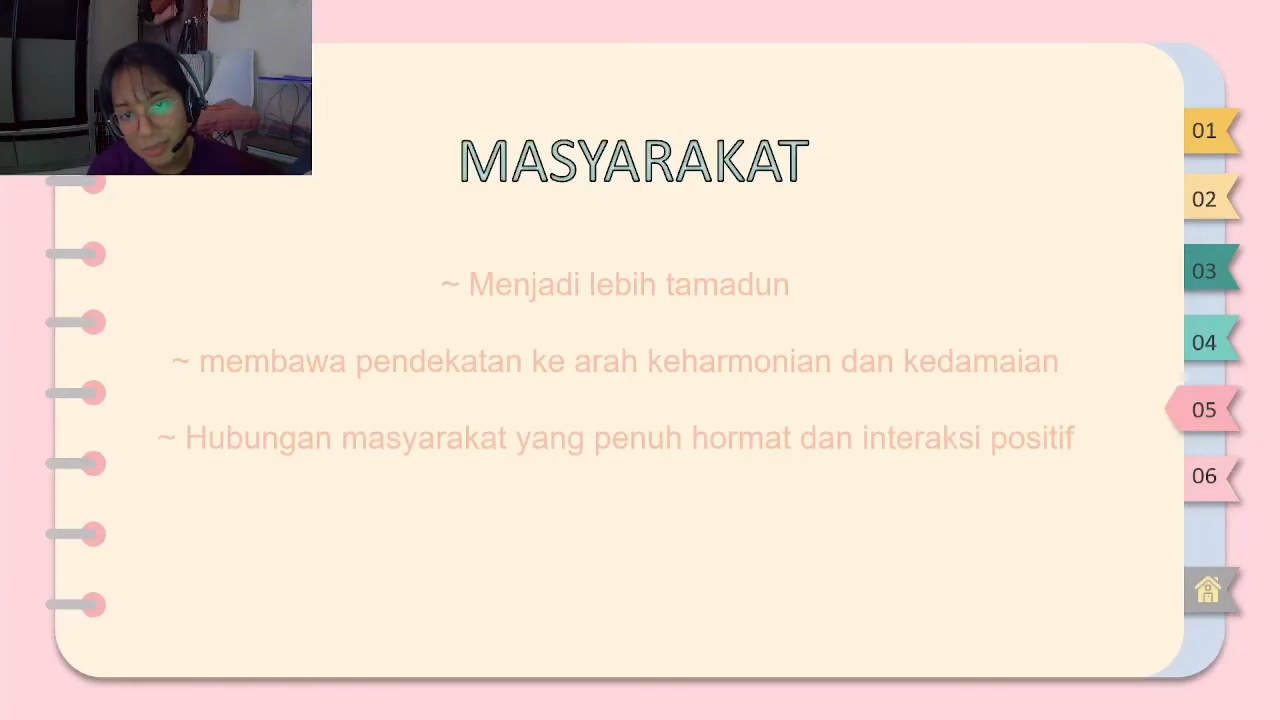 MASYARAKAT
~ Menjadi lebih tamadun
~ membawa pendekatan ke arah keharmonian dan kedamaian
~ Hubungan masyarakat yang penuh hormat dan interaksi positif
01
02
03
04
05
06